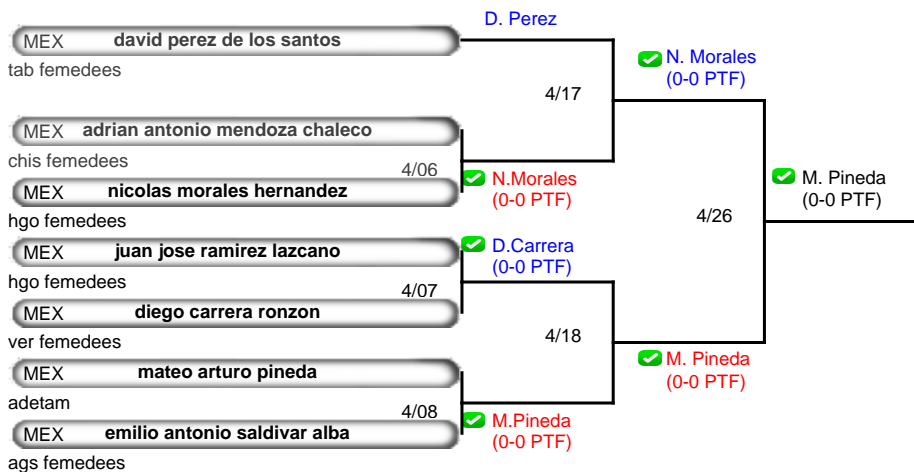 D. Perez
MEX david perez de los santos
tab femedees
N. Morales
(0-0 PTF)
4/17
MEX adrian antonio mendoza chaleco
chis femedees
4/06
N.Morales
(0-0 PTF)
MEX nicolas morales hernandez
hgo femedees
M. Pineda
(0-0 PTF)
4/26
MEX juan jose ramirez lazcano
hgo femedees
D.Carrera
(0-0 PTF)
4/07
MEX diego carrera ronzon
ver femedees
4/18
M. Pineda
(0-0 PTF)
MEX mateo arturo pineda
adetam
4/08
M.Pineda
(0-0 PTF)
MEX emilio antonio saldivar alba
ags femedees